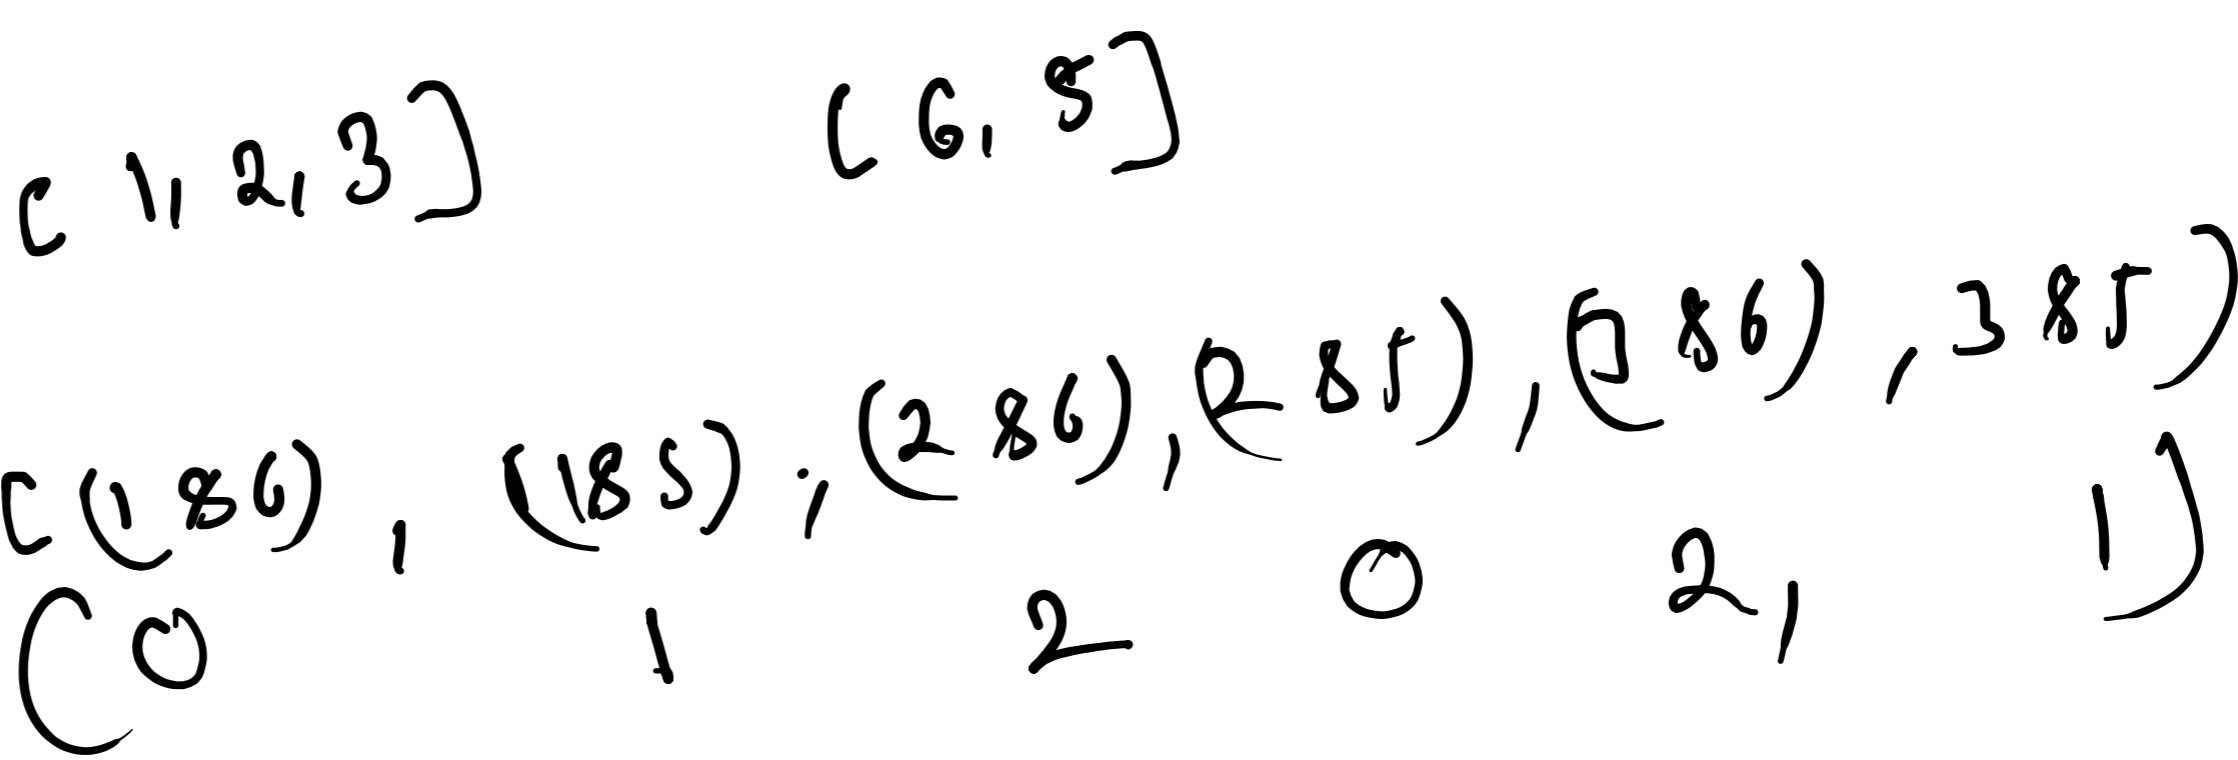 [ 1, 2, 3 ] [ 6, 5 ]
[ (1 & 6) , (1 & 5) ; (2 & 6) , (2 & 5) , (3 & 6) , 3 & 5 )
( 0 1 2 0 2 , 1 ]